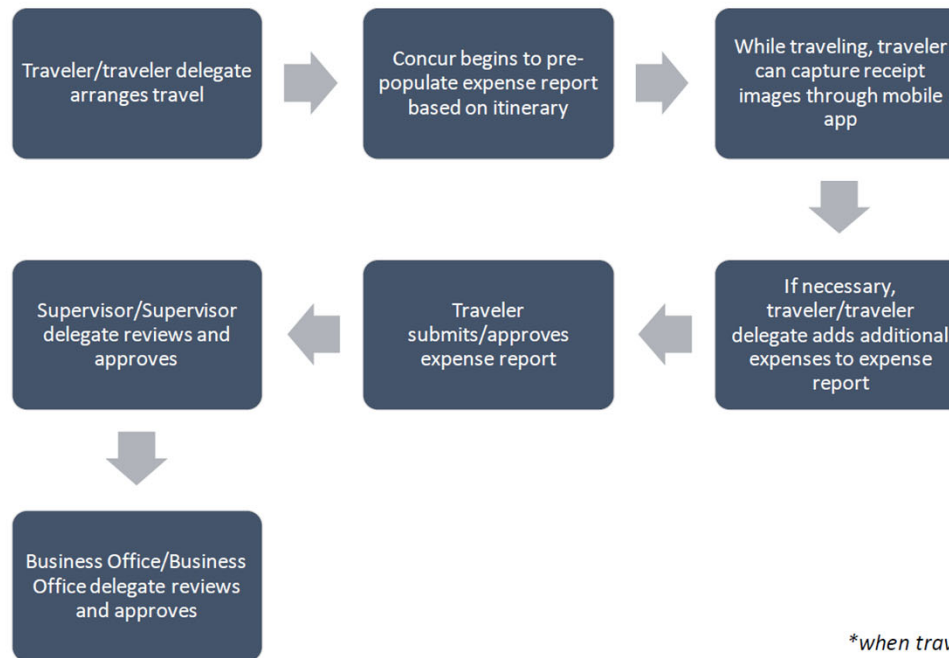 Traveler/traveler delegate
arranges travel
Concur begins to pre-
populate expense report
based on itinerary
While traveling, traveler
can capture receipt
images through mobile
app
If necessary,
traveler/traveler
delegate adds additional
expenses to expense
report
Traveler
submits/approves
expense report
Supervisor/Supervisor
delegate reviews and
approves
Business Office/Business
Office delegate reviews
and approves
*when trav